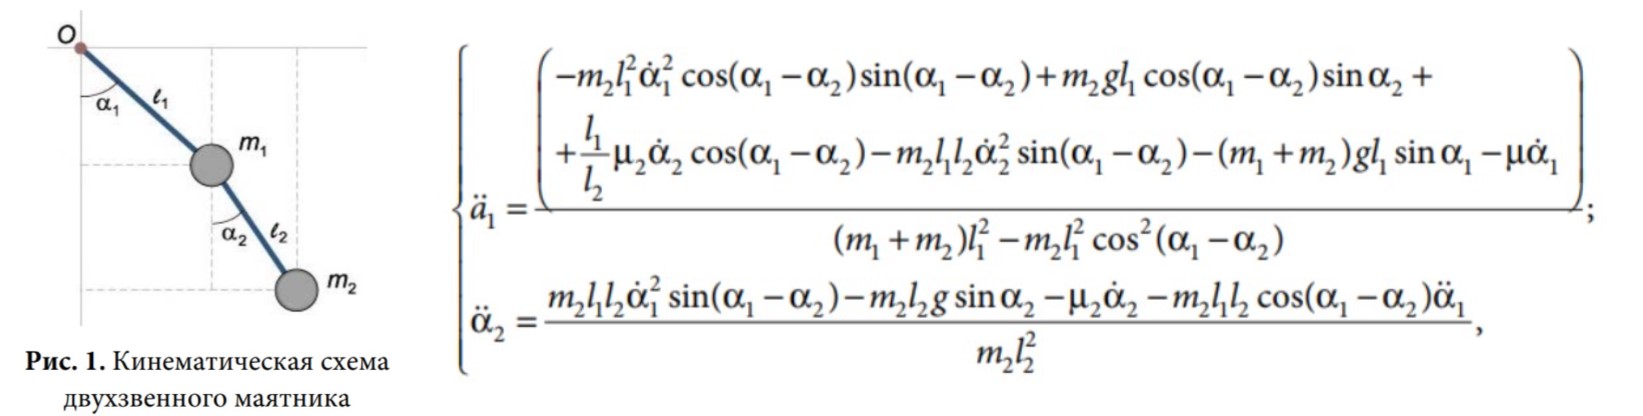 O
α₁
l₁
m₁
α₂
l₂
m₂
Рис. 1. Кинематическая схема
двухзвенного маятника
−m₂l₁²α̇₁² cos(α₁ − α₂)sin(α₁ − α₂) + m₂gl₁ cos(α₁ − α₂)sin α₂ +
+ l₁/l₂ μ₂α̇₂ cos(α₁ − α₂) − m₂l₁l₂α̇₂² sin(α₁ − α₂) − (m₁ + m₂)gl₁ sin α₁ − μα̇₁
ä₁ = ;
(m₁ + m₂)l₁² − m₂l₁² cos²(α₁ − α₂)
m₂l₁l₂α̇₁² sin(α₁ − α₂) − m₂l₂g sin α₂ − μ₂α̇₂ − m₂l₁l₂ cos(α₁ − α₂)α̈₁
α̈₂ = ,
m₂l₂²